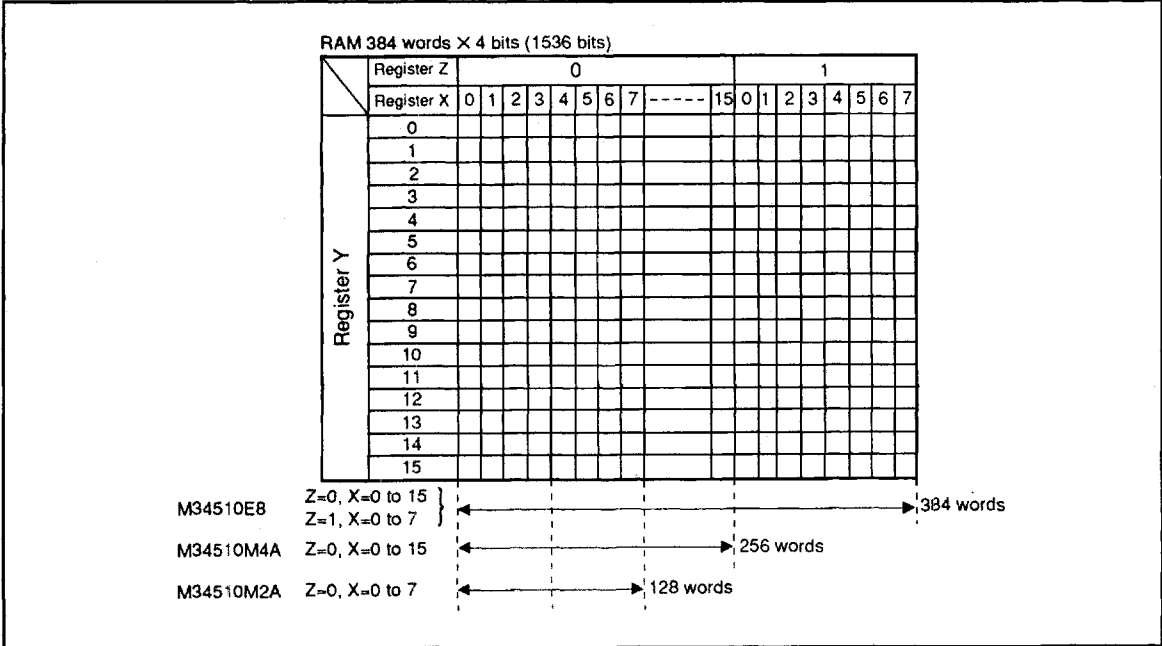 RAM 384 words × 4 bits (1536 bits)
Register Z 0 1
Register X 0 1 2 3 4 5 6 7 ----- 15 0 1 2 3 4 5 6 7
Register Y
0
1
2
3
4
5
6
7
8
9
10
11
12
13
14
15
M34510E8 Z=0, X=0 to 15
Z=1, X=0 to 7 } 384 words
M34510M4A Z=0, X=0 to 15 256 words
M34510M2A Z=0, X=0 to 7 128 words